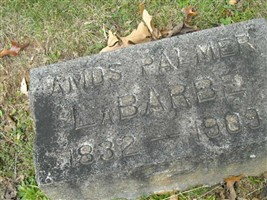 AMOS PALMER
LABARBE
1832 — 1909